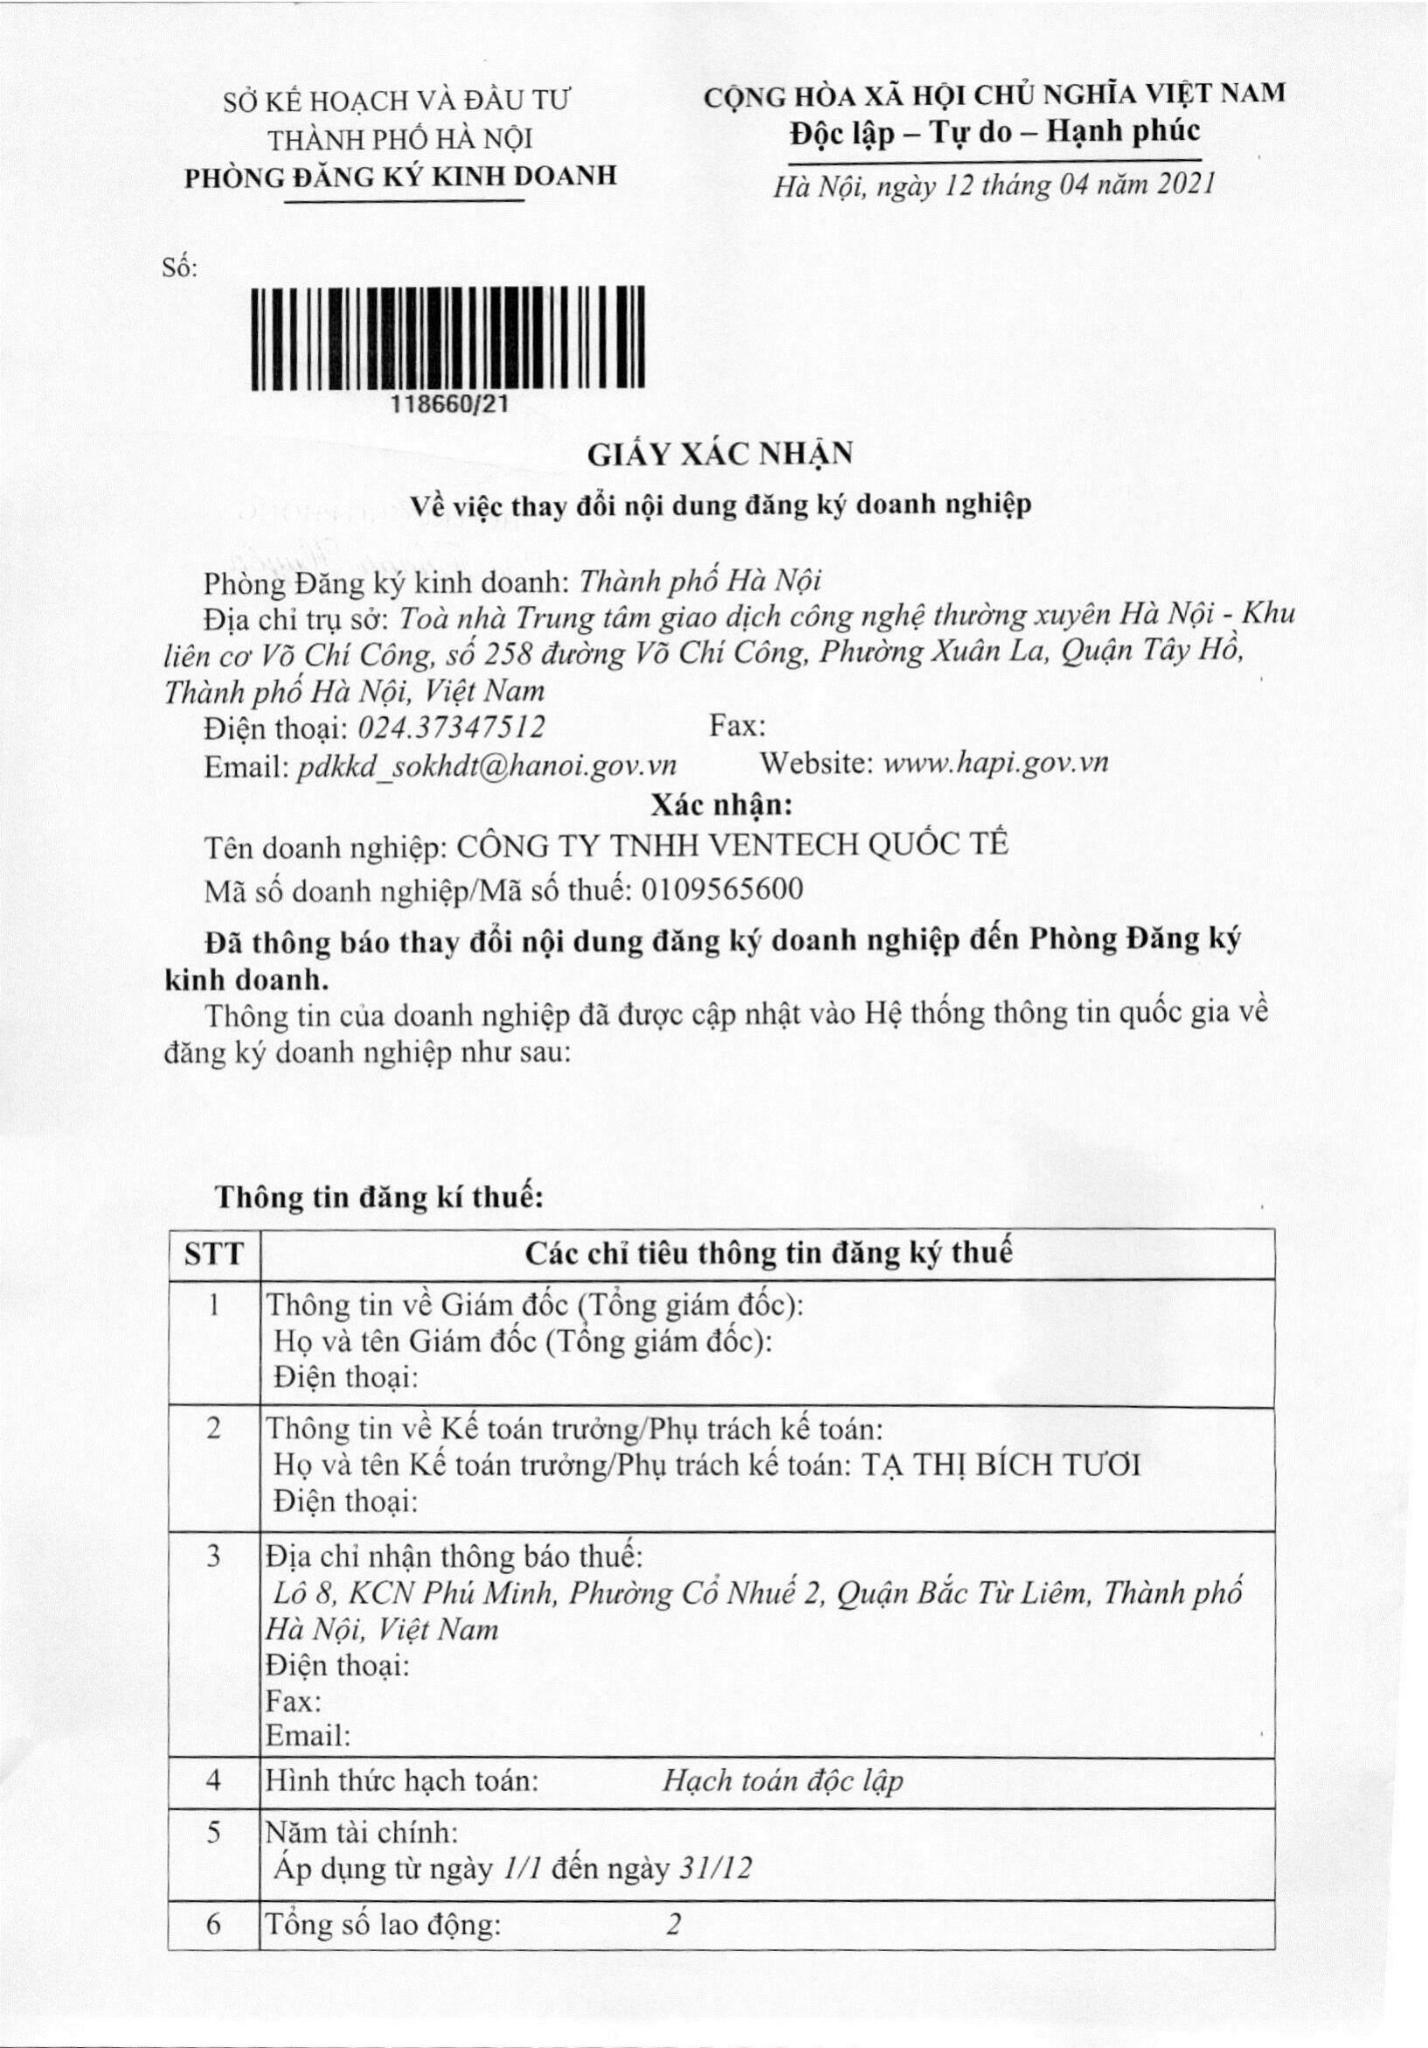 SỞ KẾ HOẠCH VÀ ĐẦU TƯ
THÀNH PHỐ HÀ NỘI
PHÒNG ĐĂNG KÝ KINH DOANH
CỘNG HÒA XÃ HỘI CHỦ NGHĨA VIỆT NAM
Độc lập – Tự do – Hạnh phúc
Hà Nội, ngày 12 tháng 04 năm 2021
Số:
118660/21
GIẤY XÁC NHẬN
Về việc thay đổi nội dung đăng ký doanh nghiệp
Phòng Đăng ký kinh doanh: Thành phố Hà Nội
Địa chỉ trụ sở: Toà nhà Trung tâm giao dịch công nghệ thường xuyên Hà Nội - Khu
liên cơ Võ Chí Công, số 258 đường Võ Chí Công, Phường Xuân La, Quận Tây Hồ,
Thành phố Hà Nội, Việt Nam
Điện thoại: 024.37347512 Fax:
Email: pdkkd_sokhdt@hanoi.gov.vn Website: www.hapi.gov.vn
Xác nhận:
Tên doanh nghiệp: CÔNG TY TNHH VENTECH QUỐC TẾ
Mã số doanh nghiệp/Mã số thuế: 0109565600
Đã thông báo thay đổi nội dung đăng ký doanh nghiệp đến Phòng Đăng ký
kinh doanh.
Thông tin của doanh nghiệp đã được cập nhật vào Hệ thống thông tin quốc gia về
đăng ký doanh nghiệp như sau:
Thông tin đăng kí thuế:
STT Các chỉ tiêu thông tin đăng ký thuế
1 Thông tin về Giám đốc (Tổng giám đốc):
Họ và tên Giám đốc (Tổng giám đốc):
Điện thoại:
2 Thông tin về Kế toán trưởng/Phụ trách kế toán:
Họ và tên Kế toán trưởng/Phụ trách kế toán: TẠ THỊ BÍCH TƯƠI
Điện thoại:
3 Địa chỉ nhận thông báo thuế:
Lô 8, KCN Phú Minh, Phường Cổ Nhuế 2, Quận Bắc Từ Liêm, Thành phố
Hà Nội, Việt Nam
Điện thoại:
Fax:
Email:
4 Hình thức hạch toán: Hạch toán độc lập
5 Năm tài chính:
Áp dụng từ ngày 1/1 đến ngày 31/12
6 Tổng số lao động: 2